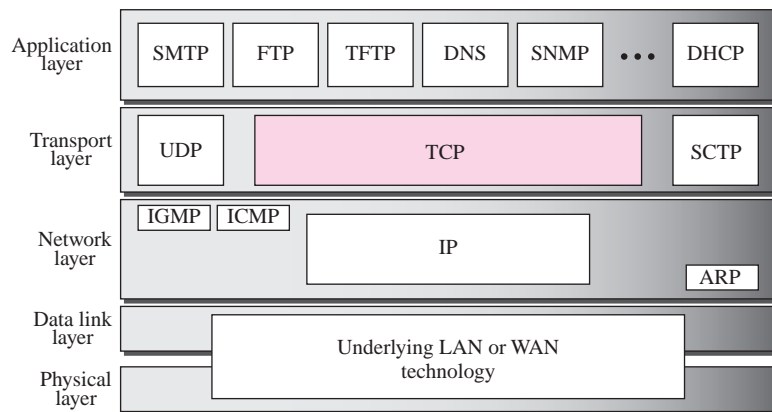 Application
layer
SMTP FTP TFTP DNS SNMP ••• DHCP
Transport
layer
UDP TCP SCTP
Network
layer
IGMP ICMP
IP
ARP
Data link
layer
Underlying LAN or WAN
technology
Physical
layer